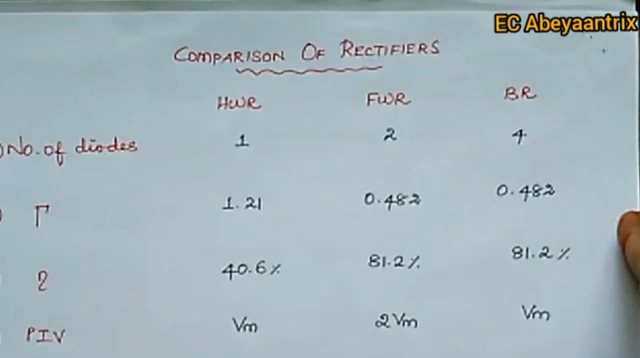 EC Abeyaantrix
COMPARISON OF RECTIFIERS
HWR FWR BR
No. of diodes 1 2 4
Γ 1.21 0.482 0.482
η 40.6% 81.2% 81.2%
PIV Vm 2Vm Vm